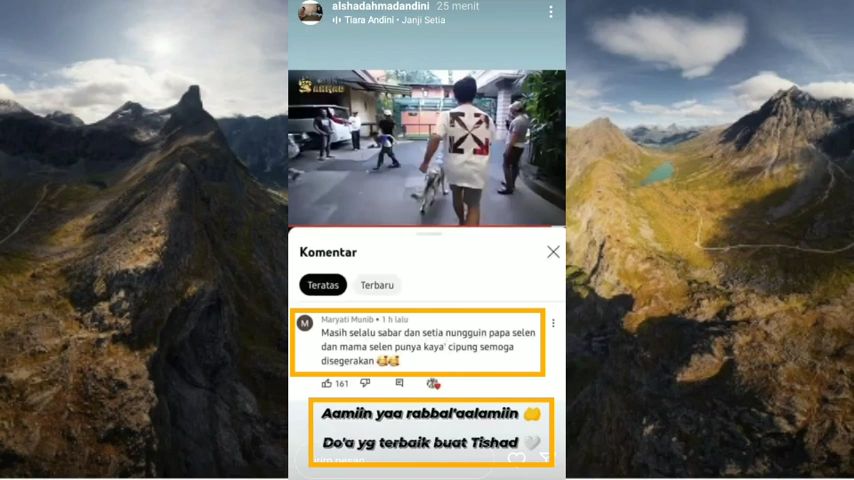 alshadahmadandini 25 menit
Tiara Andini • Janji Setia
AHMAD
Komentar
Teratas
Terbaru
M
Maryati Munib • 1 h lalu
Masih selalu sabar dan setia nungguin papa selen
dan mama selen punya kaya' cipung semoga
disegerakan 🥰🥰
161
Aamiin yaa rabbal'aalamiin 🤲
Do'a yg terbaik buat Tishad 🤍